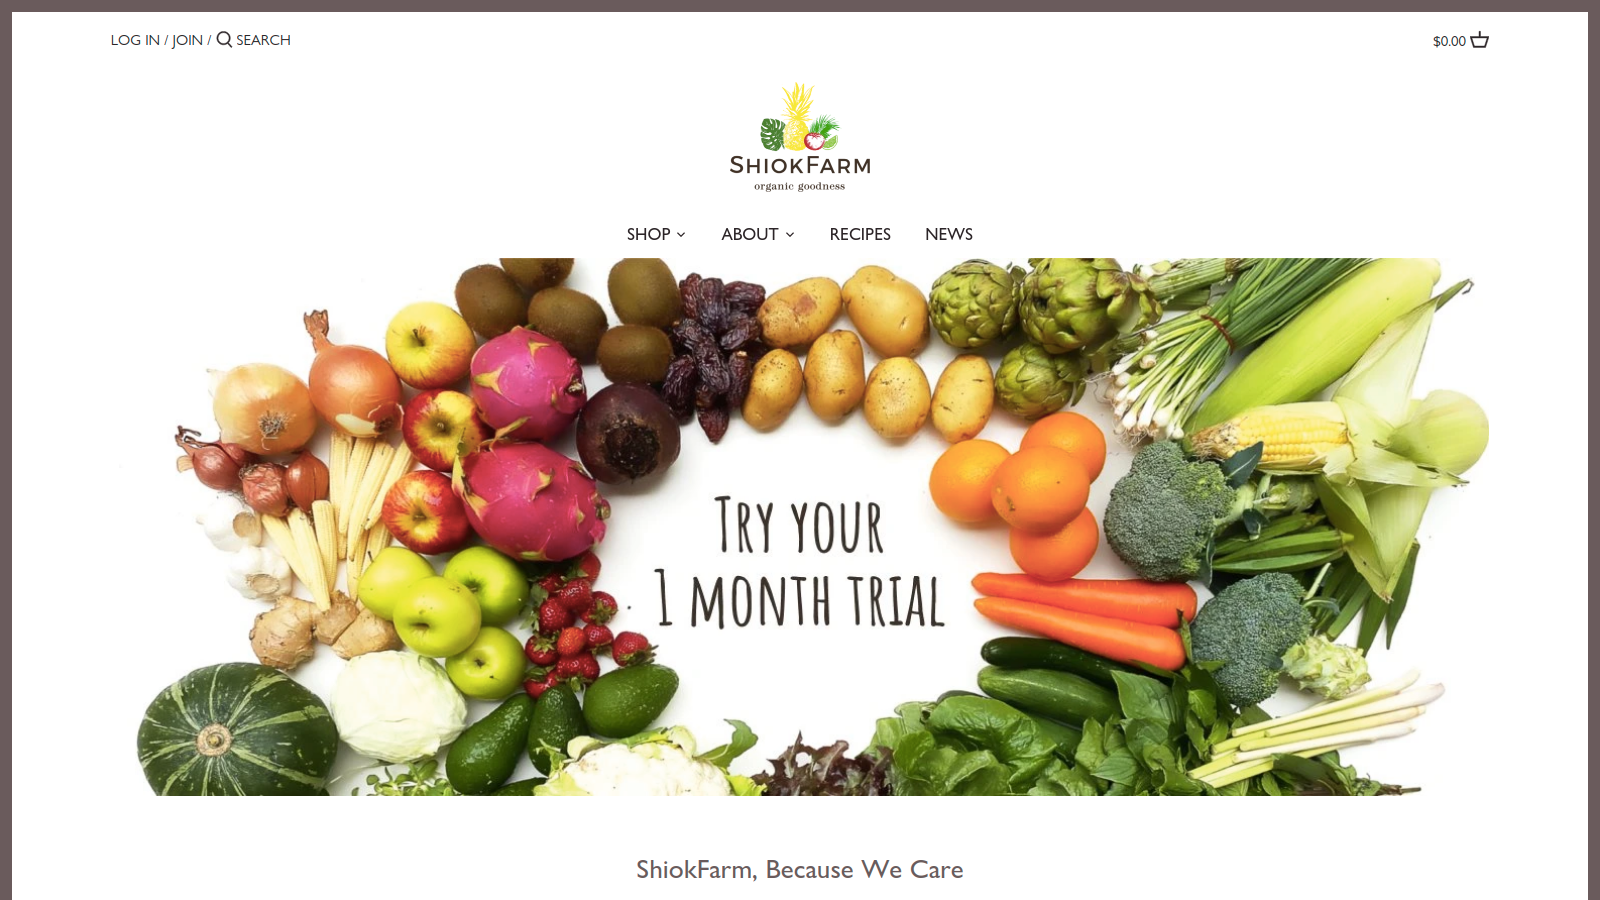 LOG IN / JOIN / SEARCH
$0.00
SHIOKFARM
organic goodness
SHOP
ABOUT
RECIPES
NEWS
TRY YOUR
1 MONTH TRIAL
ShiokFarm, Because We Care